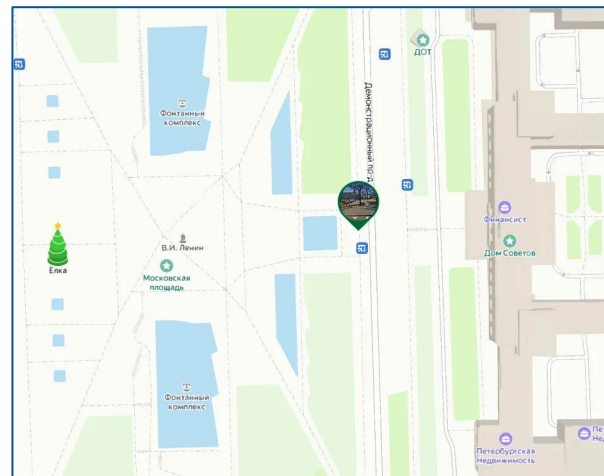 ДОТ
Фонтанный
комплекс
Демонстрационный пр-д
Финансист
В.И. Ленин
Дом Советов
Елка
Московская
площадь
Фонтанный
комплекс
Петербургская
Недвижимость